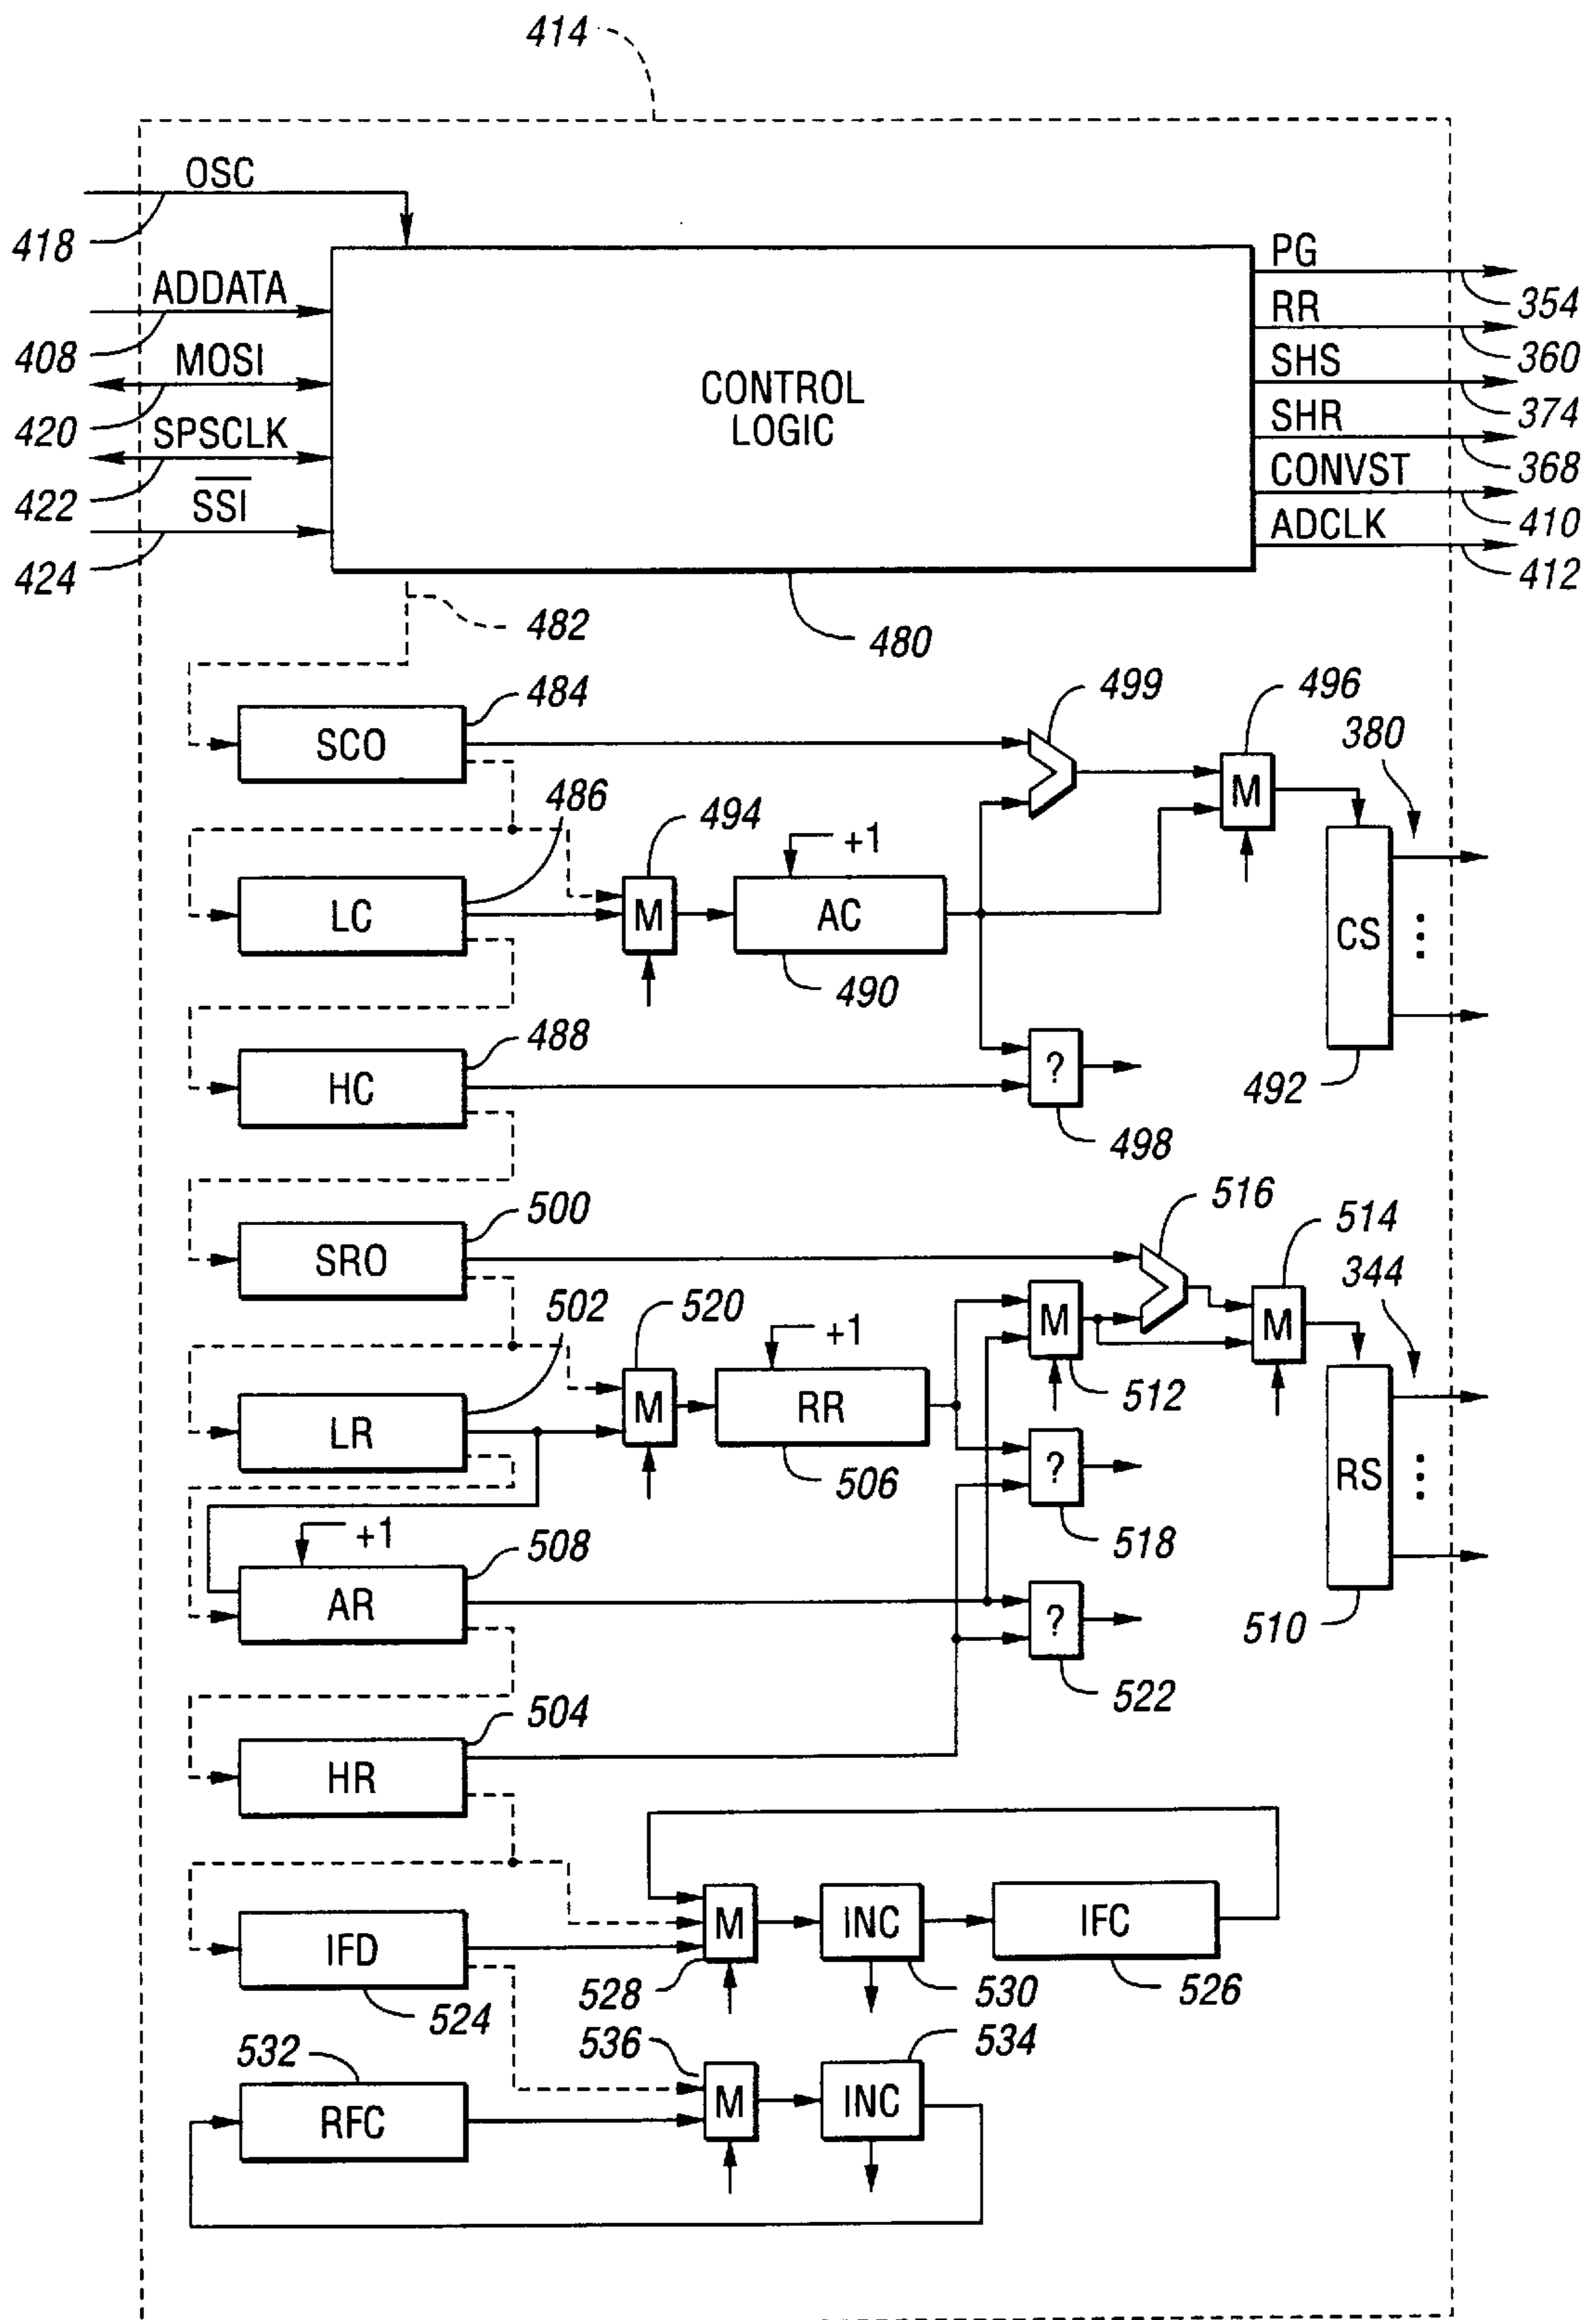 414
OSC
418
ADDATA
408
MOSI
420
SPSCLK
422
SSI
424
CONTROL
LOGIC
PG
354
RR
360
SHS
374
SHR
368
CONVST
410
ADCLK
412
482
480
SCO
484
499
496
380
LC
486
494
M
+1
AC
490
M
CS
492
HC
488
?
498
SRO
500
516
514
344
LR
502
520
M
+1
RR
506
M
512
M
?
518
RS
510
+1
AR
508
?
522
HR
504
IFD
524
M
528
INC
530
IFC
526
532
RFC
536
M
INC
534